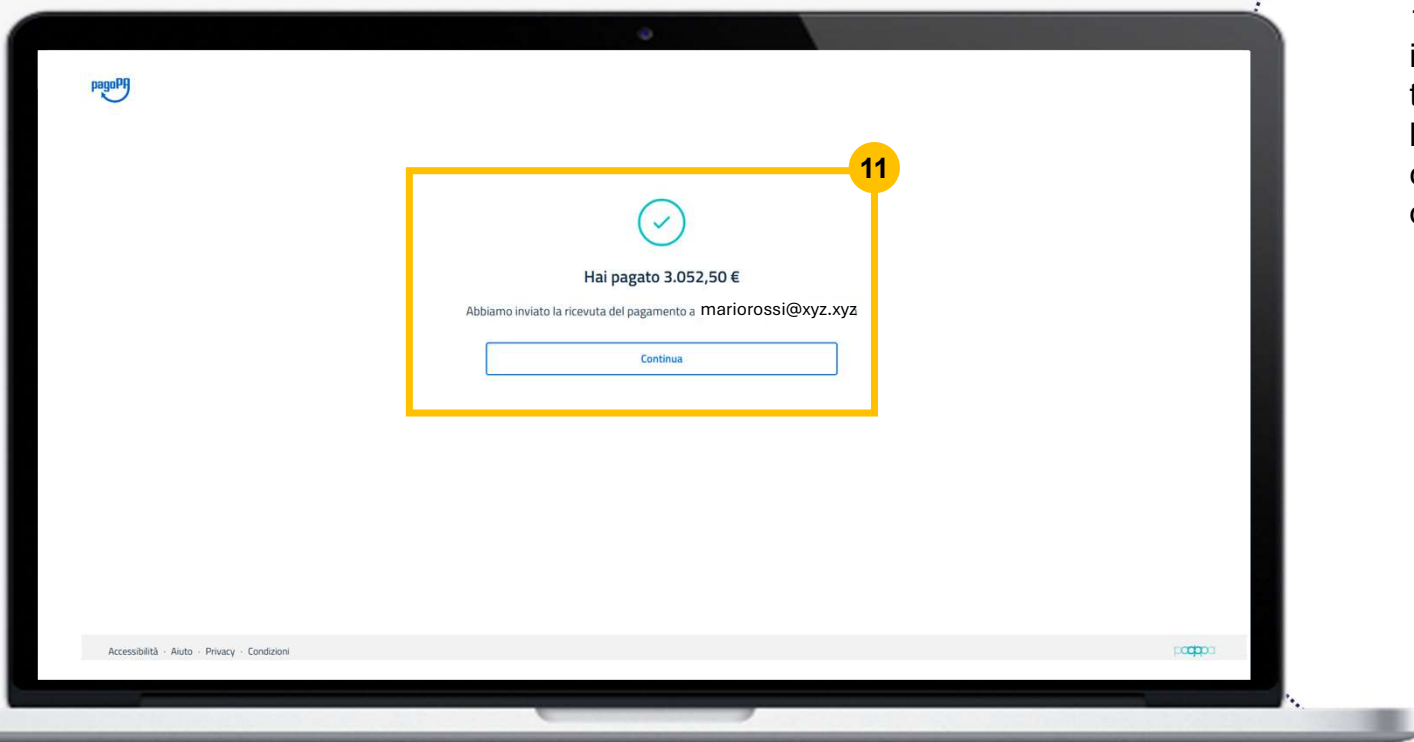 pagoPA
11
Hai pagato 3.052,50 €
Abbiamo inviato la ricevuta del pagamento a mariorossi@xyz.xyz
Continua
Accessibilità · Aiuto · Privacy · Condizioni